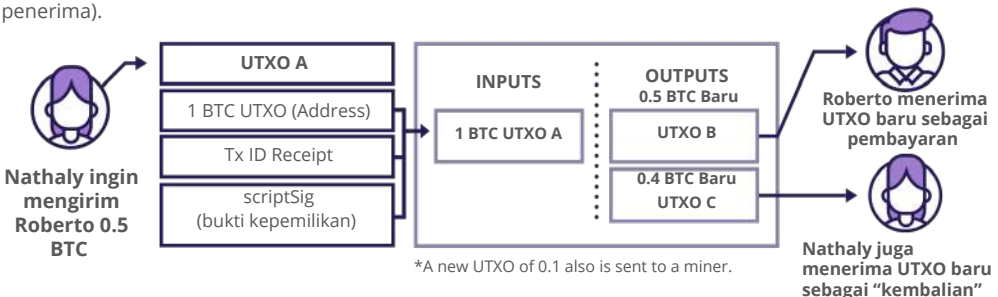 penerima).
UTXO A
1 BTC UTXO (Address)
Tx ID Receipt
scriptSig
(bukti kepemilikan)
Nathaly ingin
mengirim
Roberto 0.5
BTC
INPUTS
1 BTC UTXO A
OUTPUTS
0.5 BTC Baru
UTXO B
0.4 BTC Baru
UTXO C
*A new UTXO of 0.1 also is sent to a miner.
Roberto menerima
UTXO baru sebagai
pembayaran
Nathaly juga
menerima UTXO baru
sebagai “kembalian”